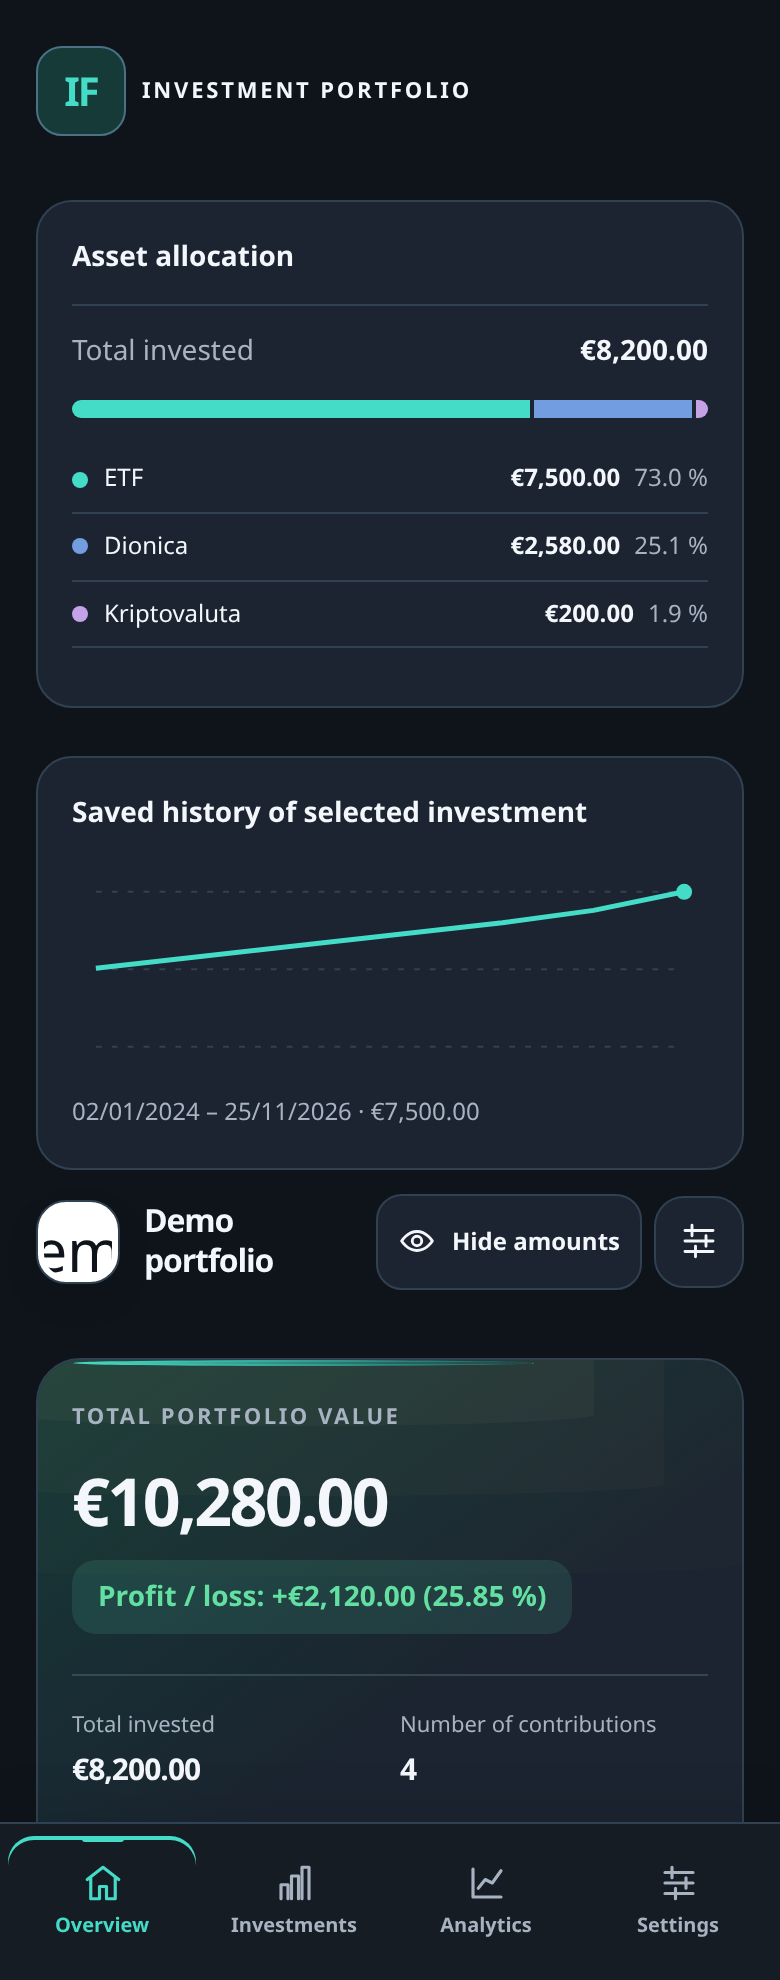 IF INVESTMENT PORTFOLIO
Asset allocation
Total invested €8,200.00
ETF €7,500.00 73.0 %
Dionica €2,580.00 25.1 %
Kriptovaluta €200.00 1.9 %
Saved history of selected investment
02/01/2024 – 25/11/2026 · €7,500.00
em
Demo
portfolio
Hide amounts
TOTAL PORTFOLIO VALUE
€10,280.00
Profit / loss: +€2,120.00 (25.85 %)
Total invested Number of contributions
€8,200.00 4
Overview Investments Analytics Settings